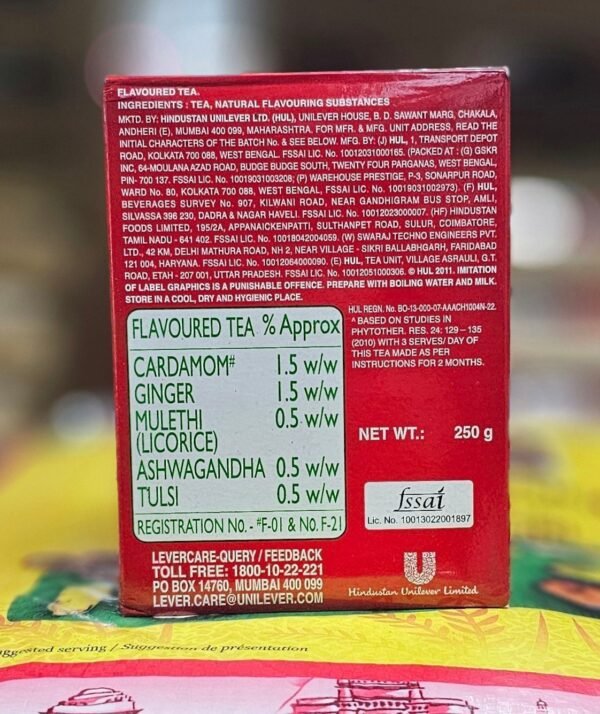 FLAVOURED TEA.
INGREDIENTS : TEA, NATURAL FLAVOURING SUBSTANCES
MKTD. BY: HINDUSTAN UNILEVER LTD. (HUL), UNILEVER HOUSE, B. D. SAWANT MARG, CHAKALA,
ANDHERI (E), MUMBAI 400 099, MAHARASHTRA. FOR MFR. & MFG. UNIT ADDRESS, READ THE
INITIAL CHARACTERS OF THE BATCH No. & SEE BELOW. MFG. BY: (J) HUL, 1, TRANSPORT DEPOT
ROAD, KOLKATA 700 088, WEST BENGAL. FSSAI LIC. No. 10012031000165. (PACKED AT : (G) GSKR
INC, 64-MOULANA AZAD ROAD, BUDGE BUDGE SOUTH, TWENTY FOUR PARGANAS, WEST BENGAL,
PIN- 700 137. FSSAI LIC. No. 10019031003208; (P) WAREHOUSE PRESTIGE, P-3, SONARPUR ROAD,
WARD No. 80, KOLKATA 700 088, WEST BENGAL, FSSAI LIC. No. 10019031002973). (F) HUL,
BEVERAGES SURVEY No. 907, KILWANI ROAD, NEAR GANDHIGRAM BUS STOP, AMLI,
SILVASSA 396 230, DADRA & NAGAR HAVELI. FSSAI LIC. No. 10012023000007. (HF) HINDUSTAN
FOODS LIMITED, 195/2A, APPANAICKENPATTI, SULTHANPET ROAD, SULUR, COIMBATORE,
TAMIL NADU - 641 402. FSSAI LIC. No. 10018042004059. (W) SWARAJ TECHNO ENGINEERS PVT.
LTD., 42 KM, DELHI MATHURA ROAD, NH 2, NEAR VILLAGE - SIKRI BALLABHGARH, FARIDABAD
121 004, HARYANA. FSSAI LIC. No. 10012064000090. (E) HUL, TEA UNIT, VILLAGE ASRAULI, G.T.
ROAD, ETAH - 207 001, UTTAR PRADESH. FSSAI LIC. No. 10012051000306. © HUL 2011. IMITATION
OF LABEL GRAPHICS IS A PUNISHABLE OFFENCE. PREPARE WITH BOILING WATER AND MILK.
STORE IN A COOL, DRY AND HYGIENIC PLACE.
HUL REGN. No. BO-13-000-07-AAACH1004N-22.
^ BASED ON STUDIES IN
PHYTOTHER. RES. 24: 129 – 135
(2010) WITH 3 SERVES/ DAY OF
THIS TEA MADE AS PER
INSTRUCTIONS FOR 2 MONTHS.
FLAVOURED TEA % Approx
CARDAMOM# 1.5 w/w
GINGER 1.5 w/w
MULETHI 0.5 w/w
(LICORICE)
ASHWAGANDHA 0.5 w/w
TULSI 0.5 w/w
REGISTRATION No. - #F-01 & No. F-21
NET WT.: 250 g
fssai
Lic. No. 10013022001897
LEVERCARE-QUERY / FEEDBACK
TOLL FREE: 1800-10-22-221
PO BOX 14760, MUMBAI 400 099
LEVER.CARE@UNILEVER.COM
Hindustan Unilever Limited
ggested serving / Suggestion de présentation